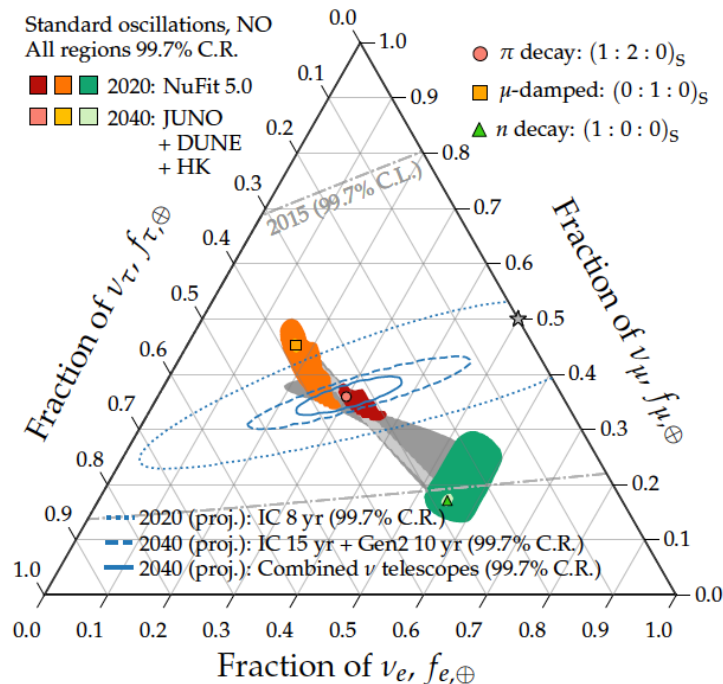 Standard oscillations, NO
All regions 99.7% C.R.
2020: NuFit 5.0
2040: JUNO
+ DUNE
+ HK
π decay: (1 : 2 : 0)S
μ-damped: (0 : 1 : 0)S
n decay: (1 : 0 : 0)S
0.0
0.1
0.2
0.3
0.4
0.5
0.6
0.7
0.8
0.9
1.0
Fraction of ντ, fτ,⊕
1.0
0.9
0.8
0.7
0.6
0.5
0.4
0.3
0.2
0.1
0.0
Fraction of νμ, fμ,⊕
2015 (99.7% C.L.)
2020 (proj.): IC 8 yr (99.7% C.R.)
2040 (proj.): IC 15 yr + Gen2 10 yr (99.7% C.R.)
2040 (proj.): Combined ν telescopes (99.7% C.R.)
0.0 0.1 0.2 0.3 0.4 0.5 0.6 0.7 0.8 0.9 1.0
Fraction of νe, fe,⊕